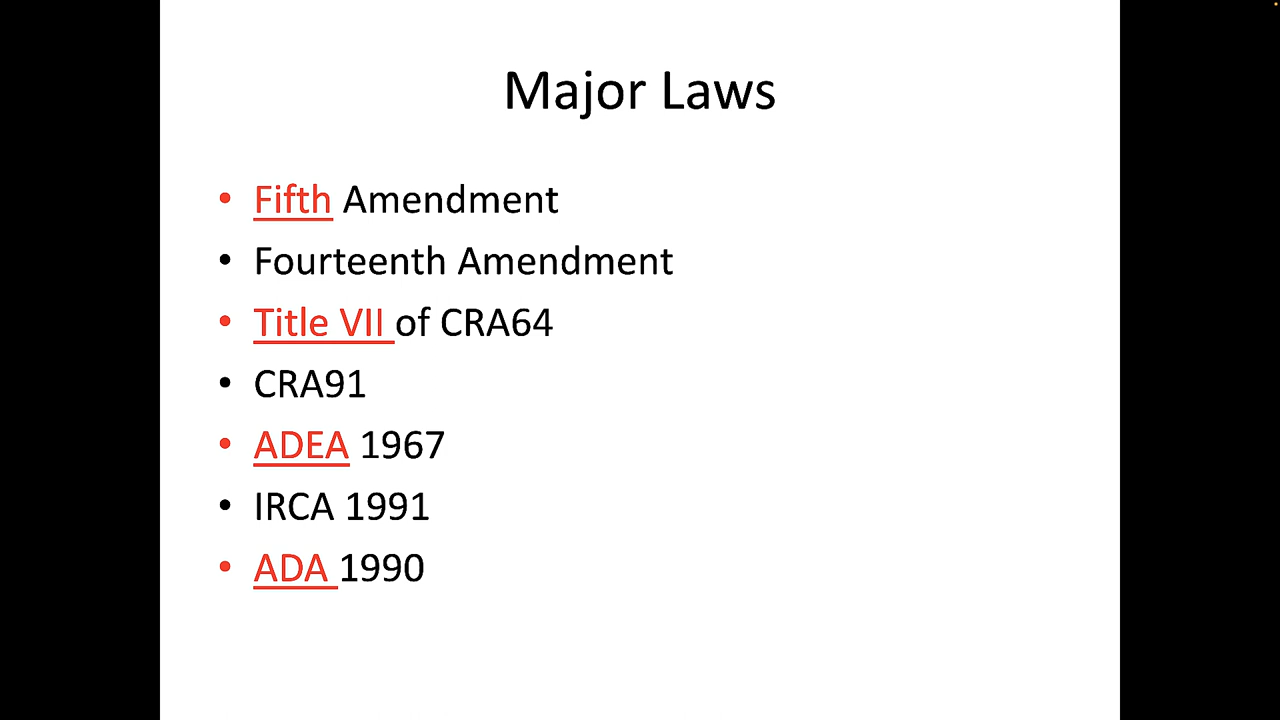 Major Laws
• Fifth Amendment
• Fourteenth Amendment
• Title VII of CRA64
• CRA91
• ADEA 1967
• IRCA 1991
• ADA 1990